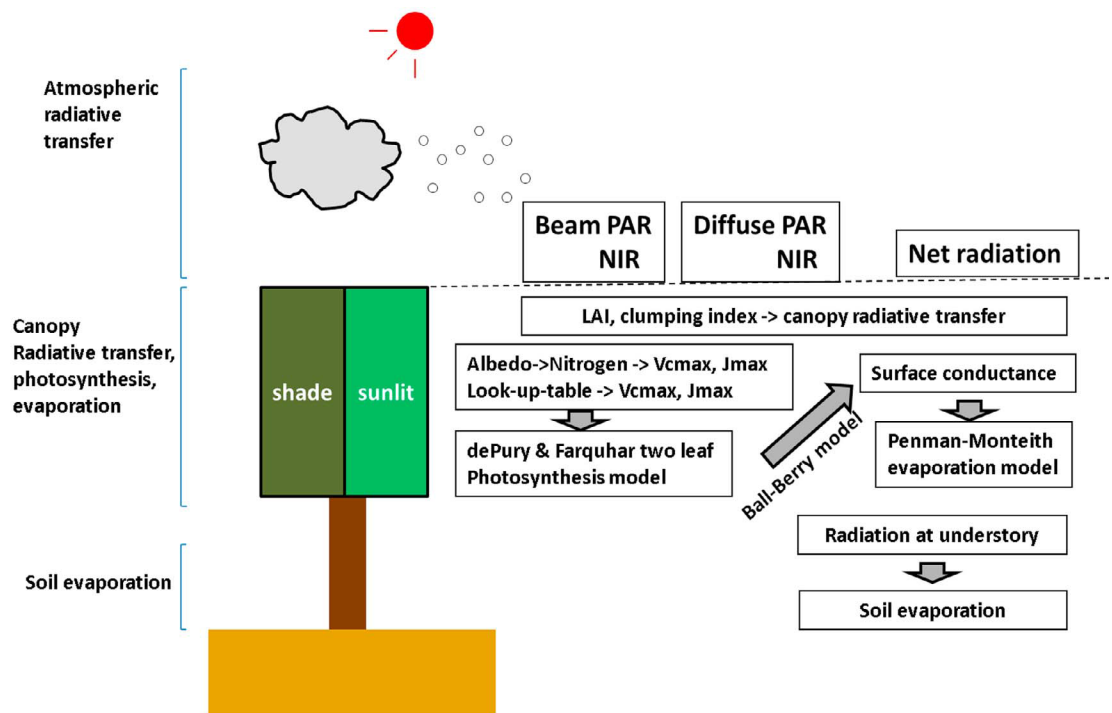 Atmospheric
radiative
transfer
Beam PAR
NIR
Diffuse PAR
NIR
Net radiation
Canopy
Radiative transfer,
photosynthesis,
evaporation
shade
sunlit
LAI, clumping index -> canopy radiative transfer
Albedo->Nitrogen -> Vcmax, Jmax
Look-up-table -> Vcmax, Jmax
dePury & Farquhar two leaf
Photosynthesis model
Ball-Berry model
Surface conductance
Penman-Monteith
evaporation model
Radiation at understory
Soil evaporation
Soil evaporation